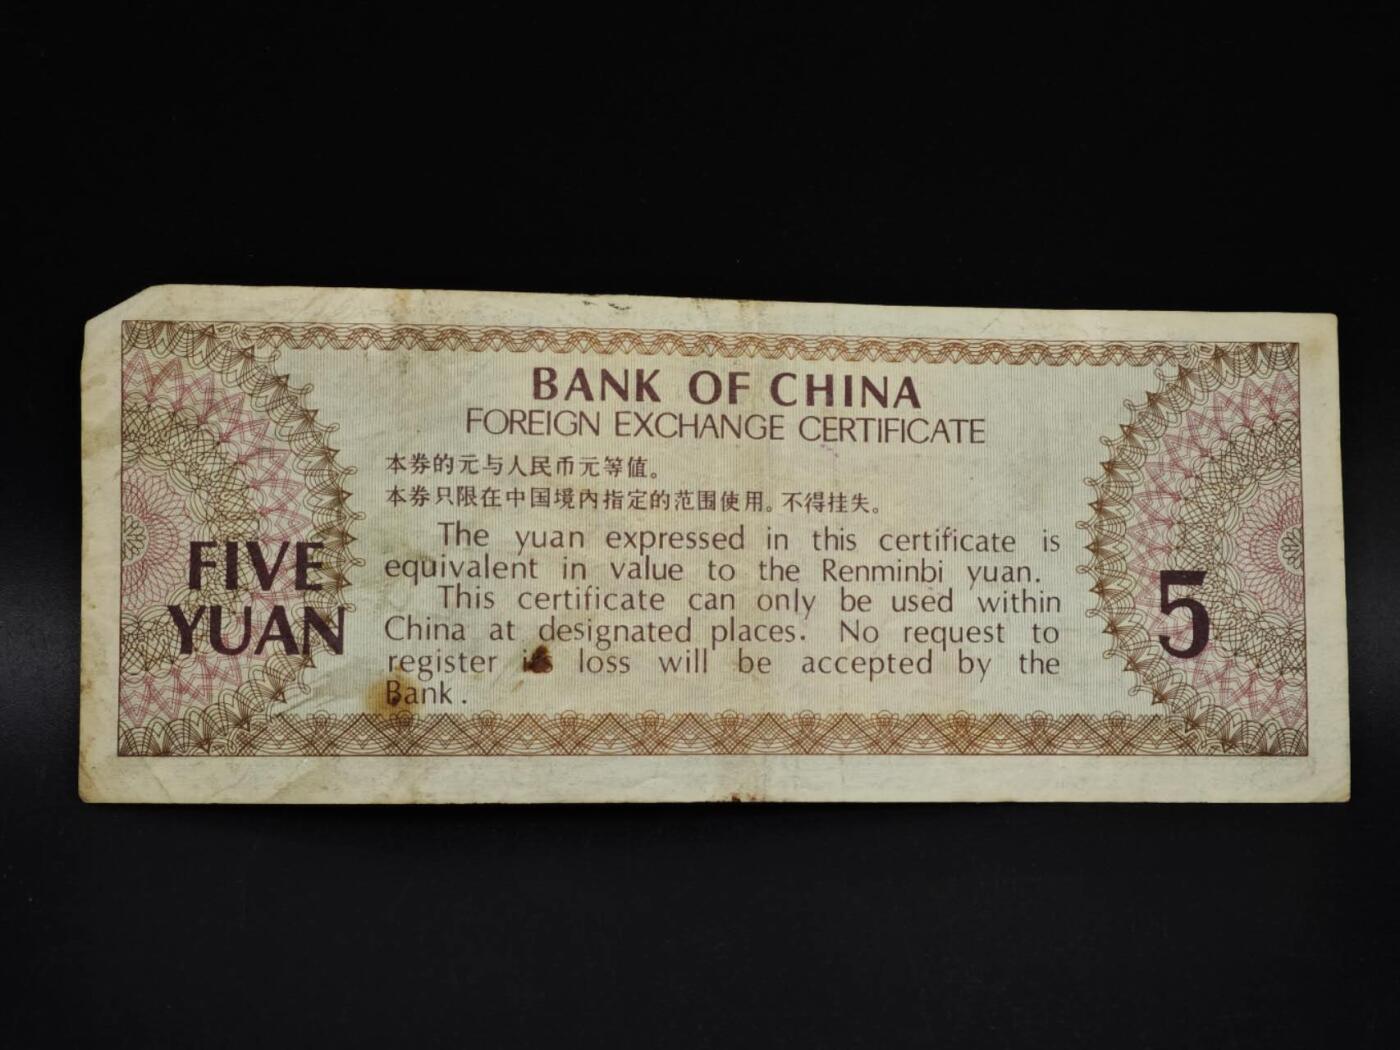 BANK OF CHINA
FOREIGN EXCHANGE CERTIFICATE
本券的元与人民币元等值。
本券只限在中国境内指定的范围使用。不得挂失。
The yuan expressed in this certificate is
equivalent in value to the Renminbi yuan.
This certificate can only be used within
China at designated places. No request to
register its loss will be accepted by the
Bank.
FIVE
YUAN
5